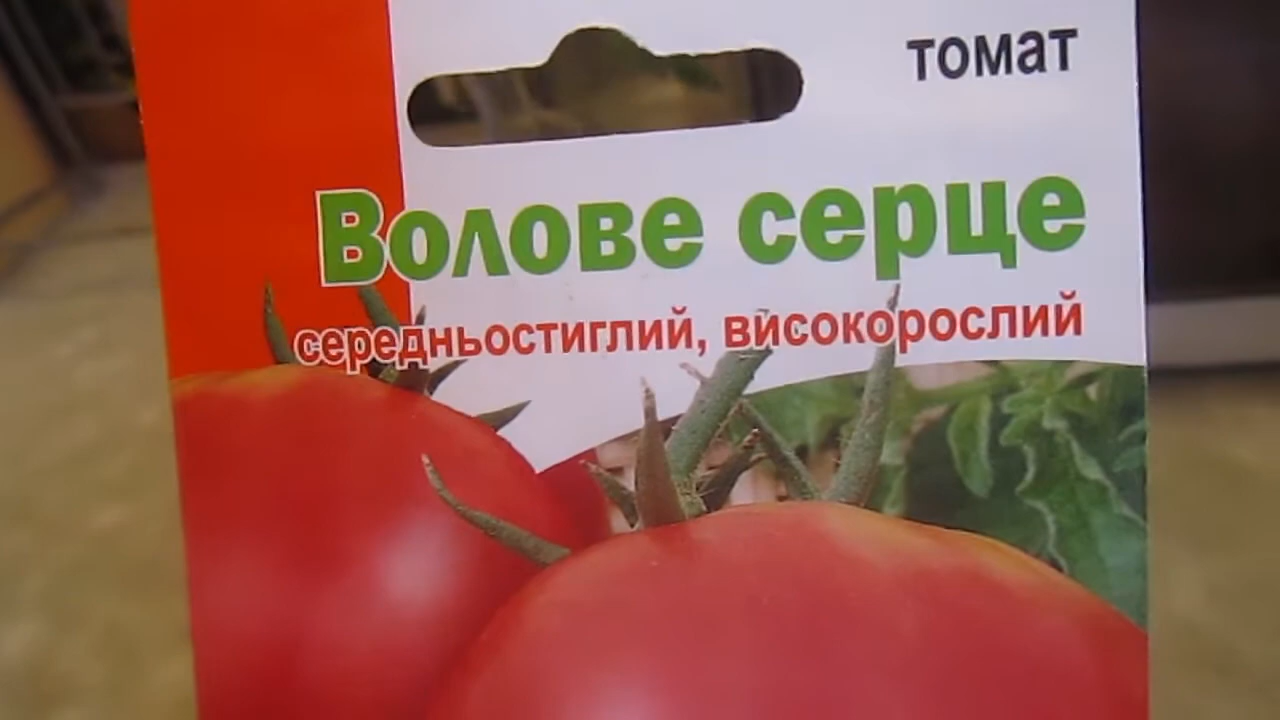 томат
Волове серце
середньостиглий, високорослий